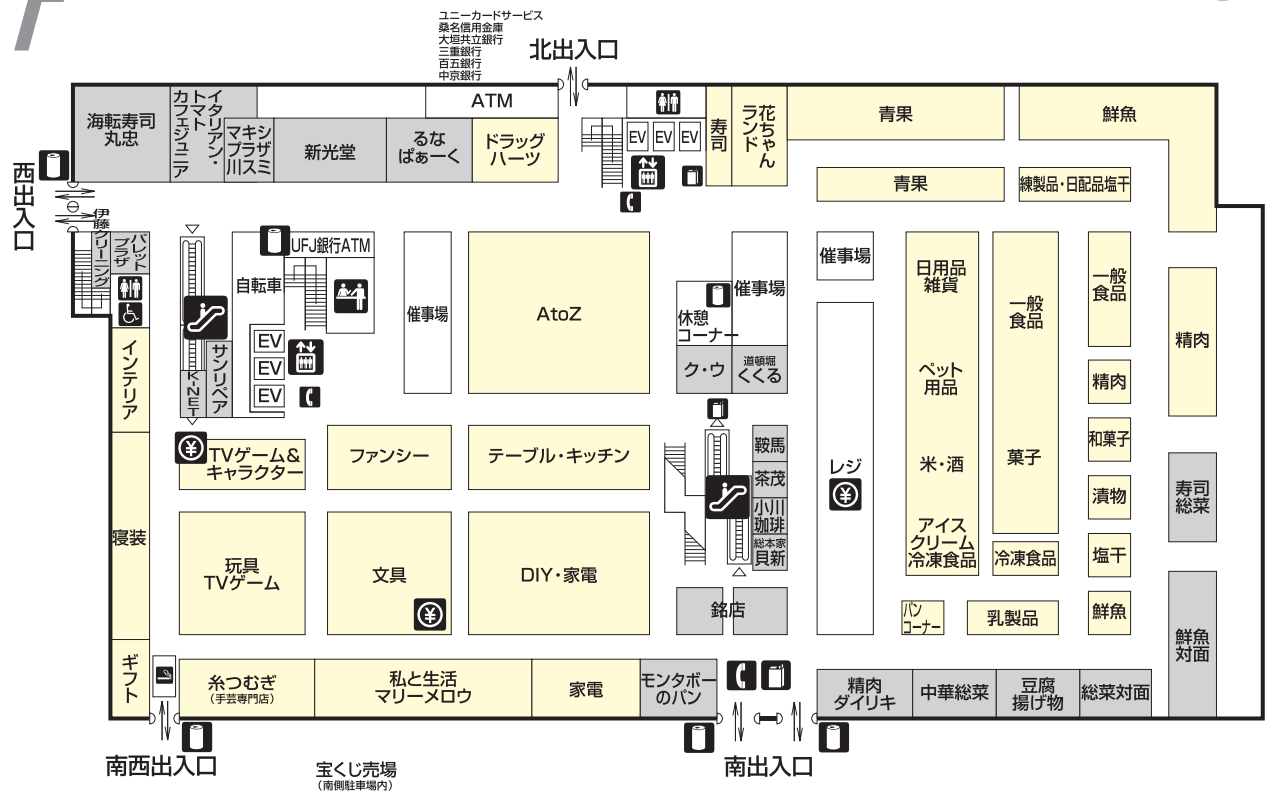 ユニーカードサービス
桑名信用金庫
大垣共立銀行
三重銀行
百五銀行
中京銀行
北出入口
ATM
海転寿司
丸忠
イタリアン・
トマト
カフェジュニア
マキシ
プラザ
川スミ
新光堂
るな
ぱぁーく
ドラッグ
ハーツ
EV
EV
EV
寿司
花ちゃん
ランド
青果
鮮魚
青果
練製品・日配品塩干
西出入口
伊藤クリーニング
パレット
プラザ
自転車
UFJ銀行ATM
催事場
AtoZ
催事場
休憩
コーナー
ク・ウ
道頓堀
くくる
催事場
日用品
雑貨
ペット
用品
米・酒
アイス
クリーム
冷凍食品
一般
食品
菓子
冷凍食品
一般
食品
精肉
精肉
和菓子
漬物
塩干
鮮魚
寿司
総菜
鮮魚
対面
EV
EV
EV
K-NET
サンリペア
インテリア
寝装
ギフト
TVゲーム&
キャラクター
ファンシー
テーブル・キッチン
鞍馬
茶茂
小川
珈琲
総本家
貝新
レジ
玩具
TVゲーム
文具
DIY・家電
銘店
パン
コーナー
乳製品
糸つむぎ
(手芸専門店)
私と生活
マリーメロウ
家電
モンタボー
のパン
精肉
ダイリキ
中華総菜
豆腐
揚げ物
総菜対面
南西出入口
宝くじ売場
(南側駐車場内)
南出入口